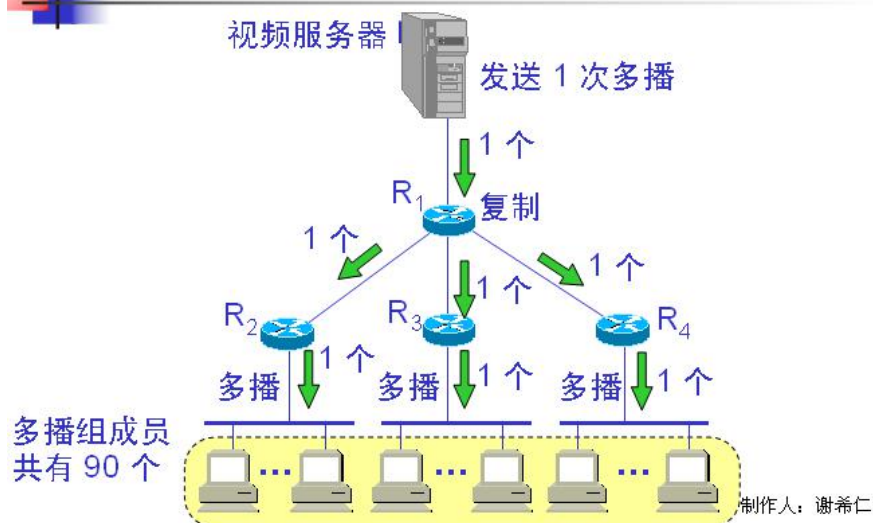 视频服务器
发送 1 次多播
1 个
R1
复制
1 个
1 个
1 个
R2
R3
R4
多播
1 个
多播
1 个
多播
1 个
多播组成员
共有 90 个
…
…
…
制作人：谢希仁